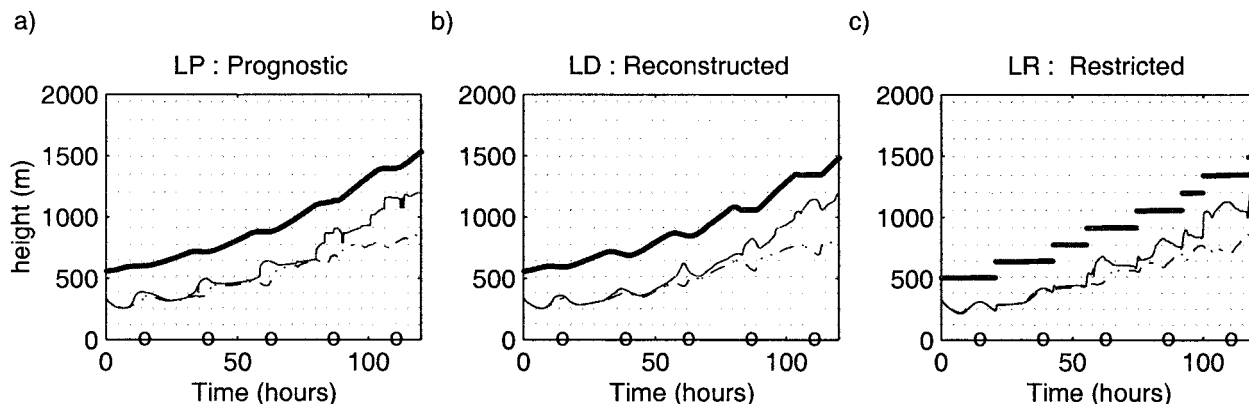 a) b) c)
LP : Prognostic LD : Reconstructed LR : Restricted
2000 2000 2000
1500 1500 1500
1000 1000 1000
500 500 500
0 0 0
0 50 100 0 50 100 0 50 100
height (m)
Time (hours) Time (hours) Time (hours)